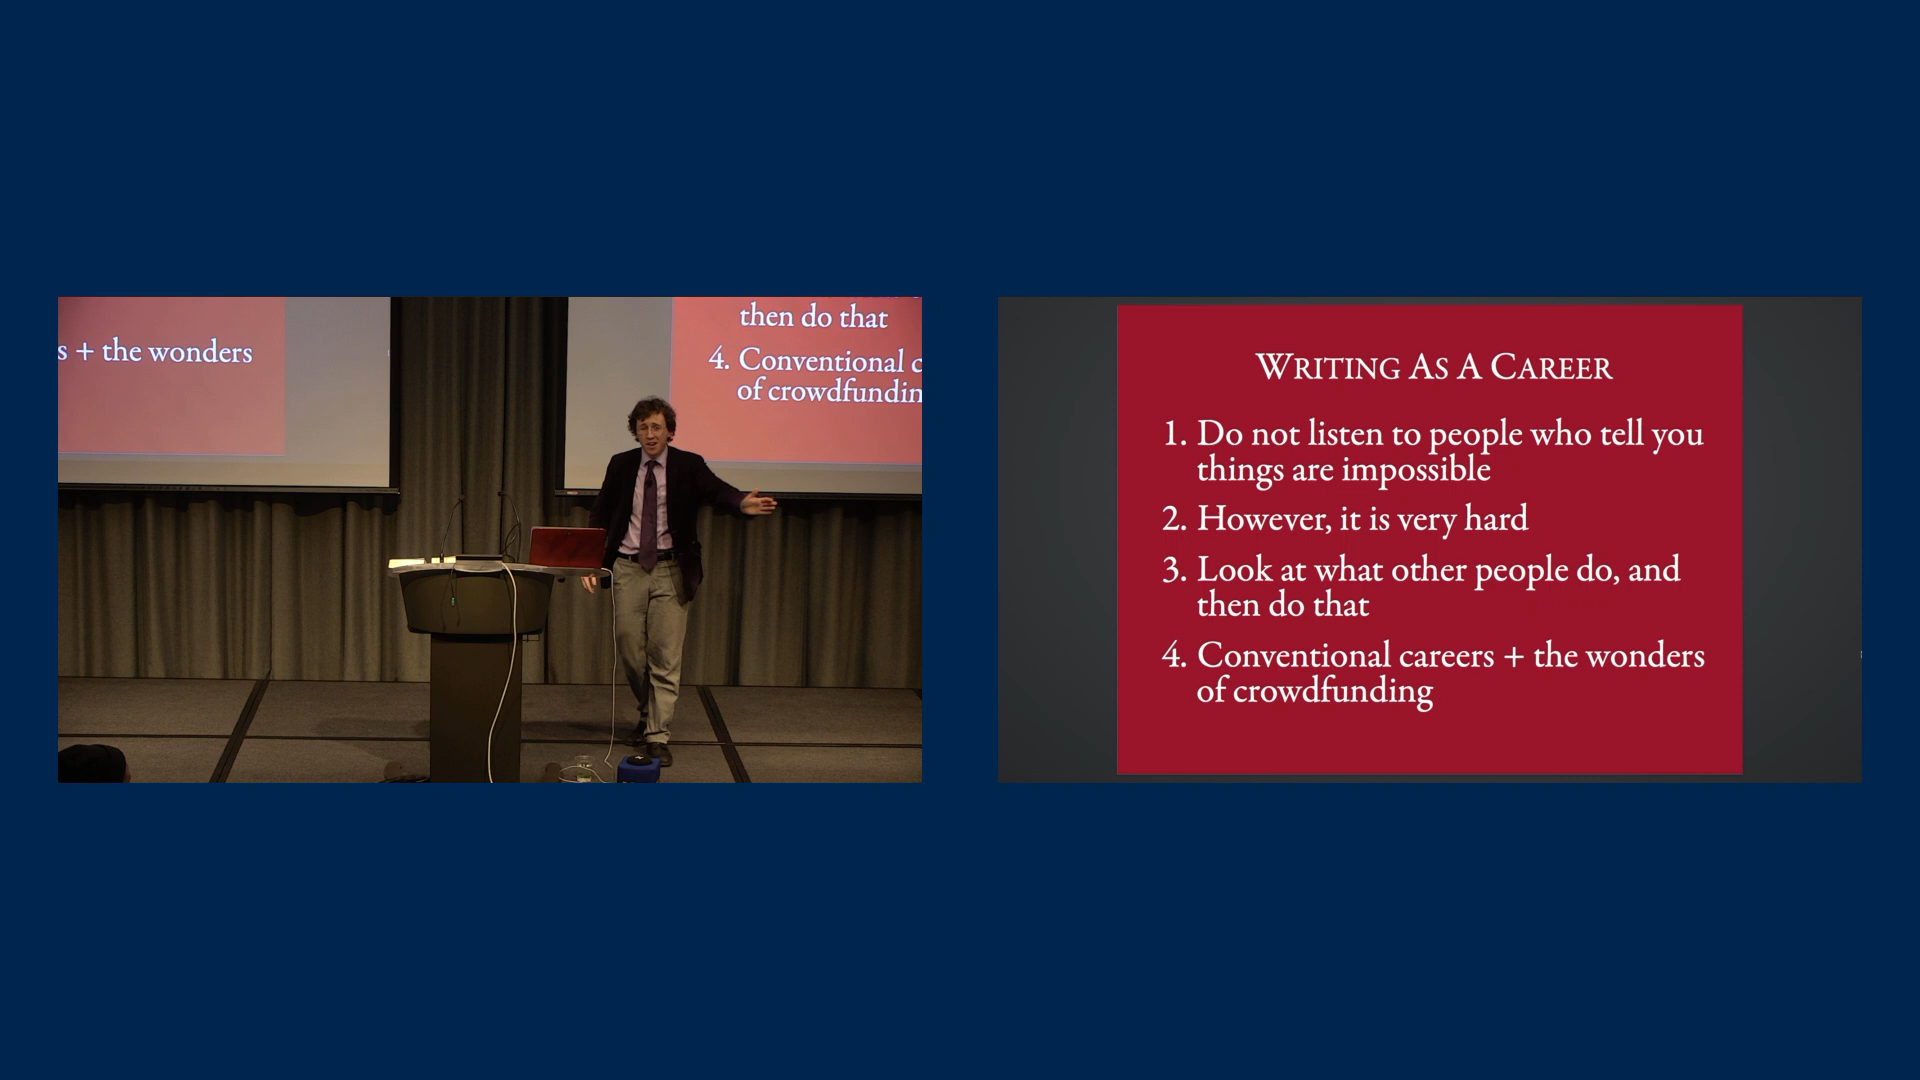 s + the wonders
then do that
4. Conventional c
of crowdfundin
WRITING AS A CAREER
1. Do not listen to people who tell you
things are impossible
2. However, it is very hard
3. Look at what other people do, and
then do that
4. Conventional careers + the wonders
of crowdfunding